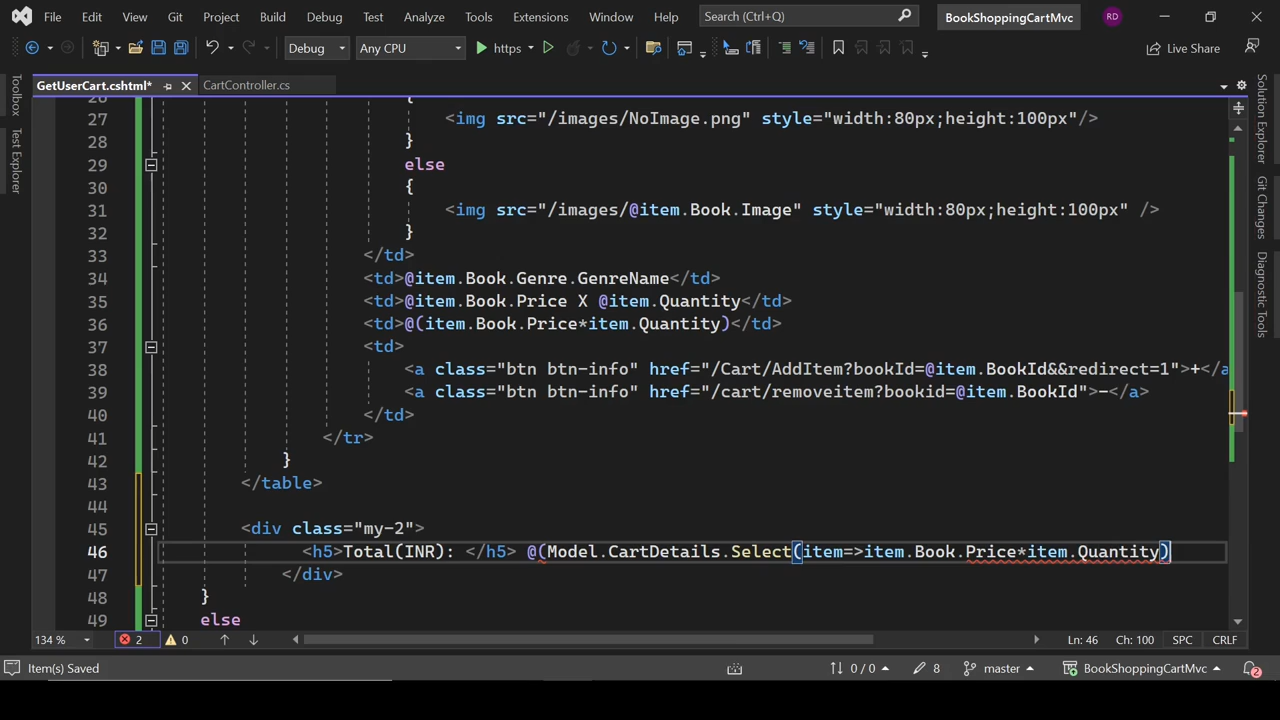 File Edit View Git Project Build Debug Test Analyze Tools Extensions Window Help Search (Ctrl+Q) BookShoppingCartMvc RD
Debug Any CPU https Live Share
GetUserCart.cshtml* CartController.cs
Toolbox
Test Explorer
Solution Explorer
Git Changes
Diagnostic Tools
26 {
27 <img src="/images/NoImage.png" style="width:80px;height:100px"/>
28 }
29 else
30 {
31 <img src="/images/@item.Book.Image" style="width:80px;height:100px" />
32 }
33 </td>
34 <td>@item.Book.Genre.GenreName</td>
35 <td>@item.Book.Price X @item.Quantity</td>
36 <td>@(item.Book.Price*item.Quantity)</td>
37 <td>
38 <a class="btn btn-info" href="/Cart/AddItem?bookId=@item.BookId&&redirect=1">+</a
39 <a class="btn btn-info" href="/cart/removeitem?bookid=@item.BookId">-</a>
40 </td>
41 </tr>
42 }
43 </table>
44
45 <div class="my-2">
46 <h5>Total(INR): </h5> @(Model.CartDetails.Select(item=>item.Book.Price*item.Quantity)
47 </div>
48 }
49 else
134 % 2 0 Ln: 46 Ch: 100 SPC CRLF
Item(s) Saved 0 / 0 8 master BookShoppingCartMvc 2